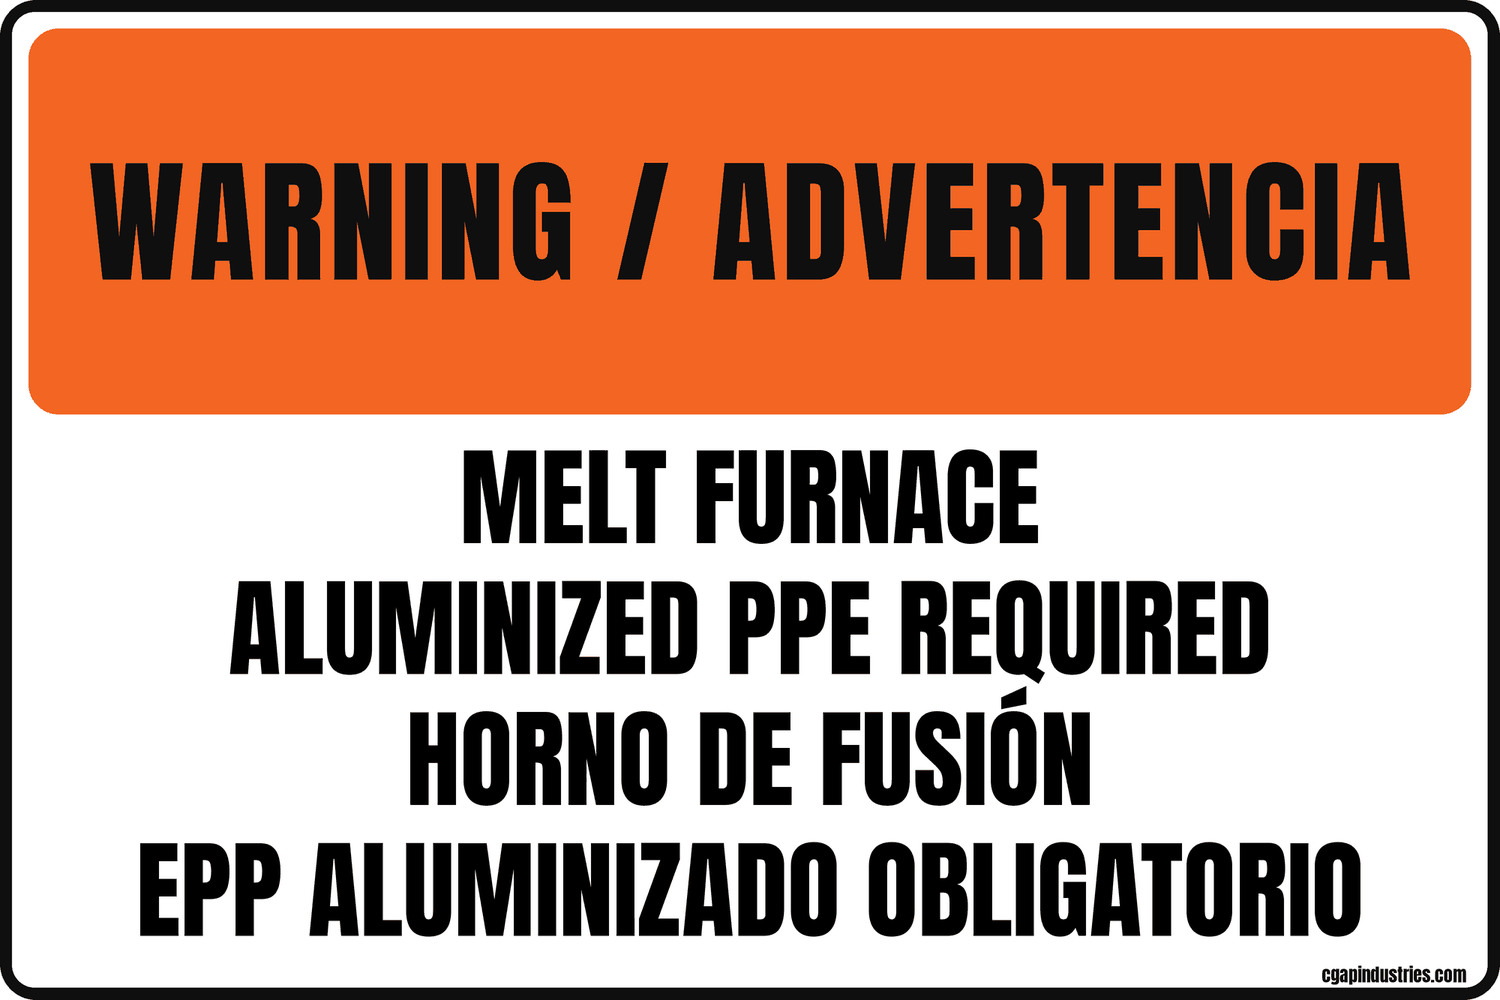 WARNING / ADVERTENCIA
MELT FURNACE
ALUMINIZED PPE REQUIRED
HORNO DE FUSIÓN
EPP ALUMINIZADO OBLIGATORIO
cgapindustries.com